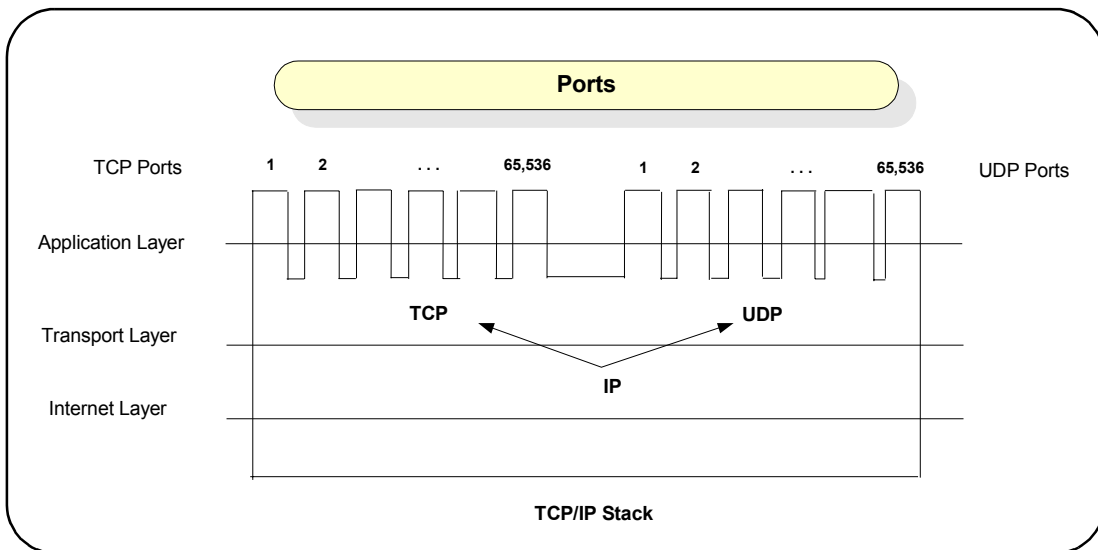 Ports
TCP Ports 1 2 . . . 65,536 1 2 . . . 65,536 UDP Ports
Application Layer
TCP UDP
Transport Layer
IP
Internet Layer
TCP/IP Stack